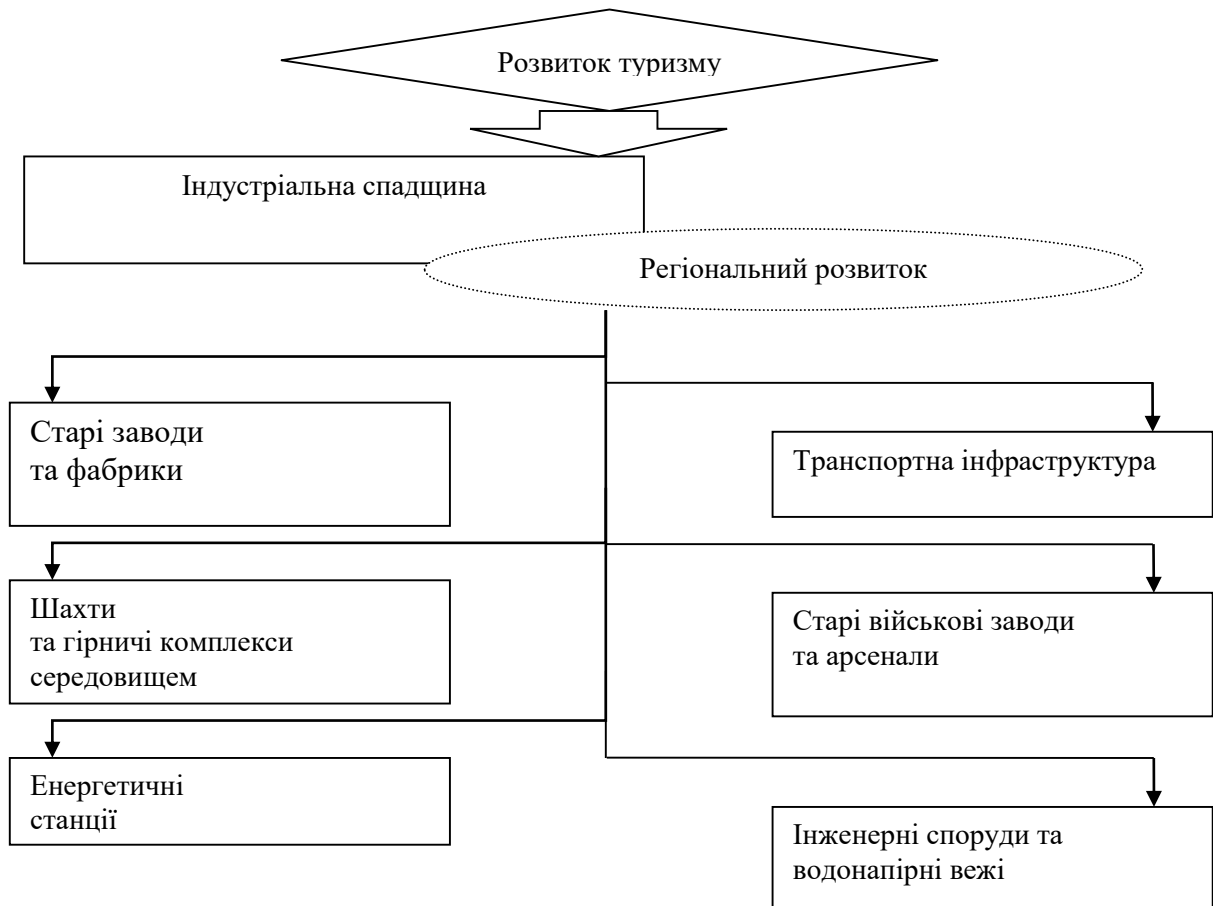 Розвиток туризму
Індустріальна спадщина
Регіональний розвиток
Старі заводи
та фабрики
Транспортна інфраструктура
Шахти
та гірничі комплекси
середовищем
Старі військові заводи
та арсенали
Енергетичні
станції
Інженерні споруди та
водонапірні вежі